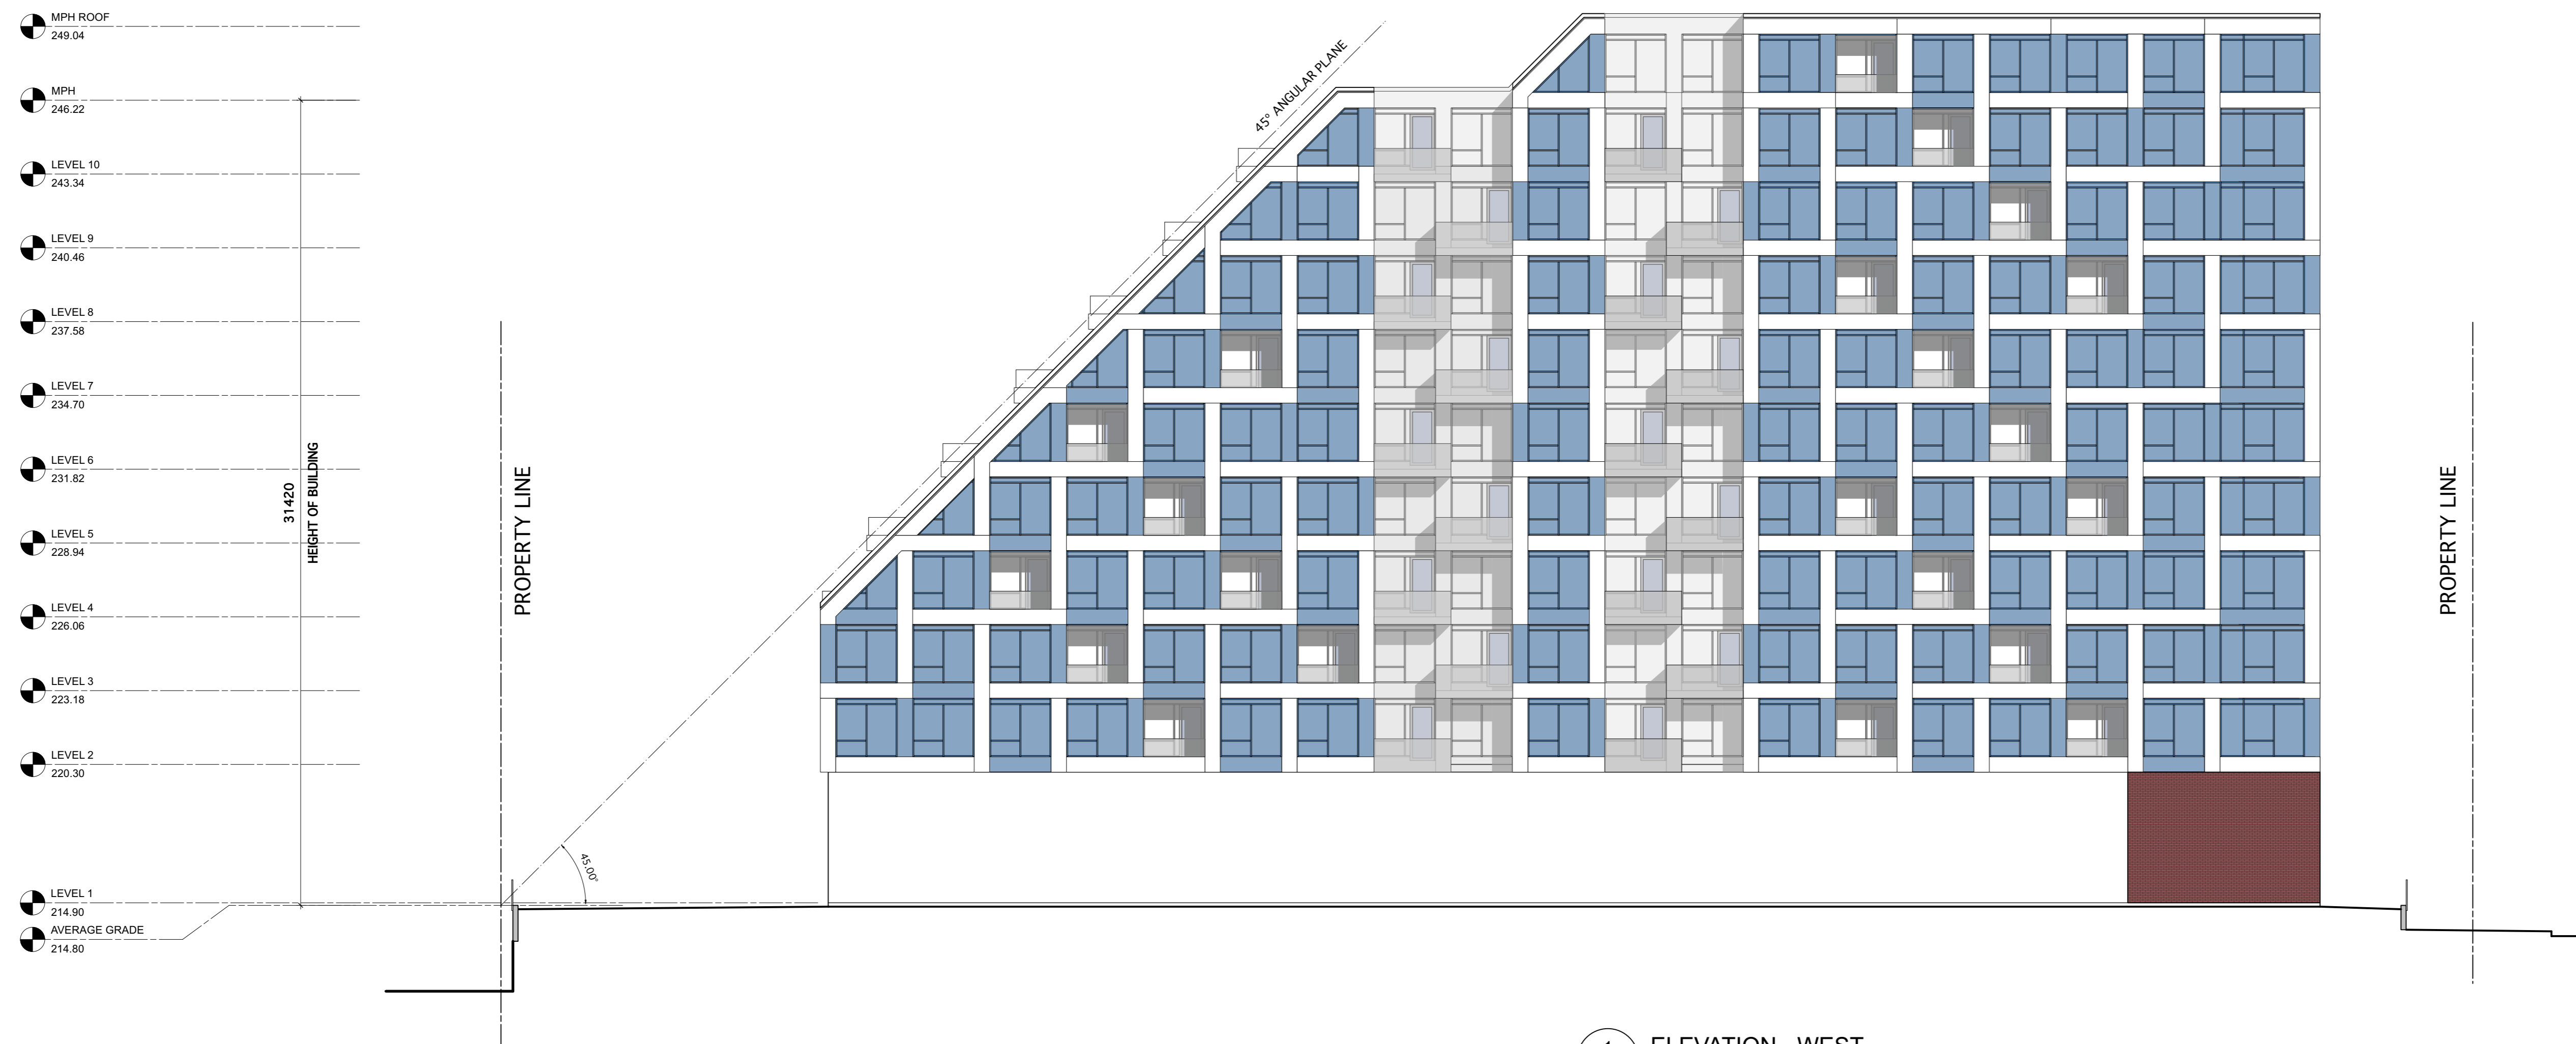 MPH ROOF
249.04
MPH
246.22
LEVEL 10
243.34
LEVEL 9
240.46
LEVEL 8
237.58
LEVEL 7
234.70
LEVEL 6
231.82
LEVEL 5
228.94
LEVEL 4
226.06
LEVEL 3
223.18
LEVEL 2
220.30
LEVEL 1
214.90
AVERAGE GRADE
214.80
31420
HEIGHT OF BUILDING
PROPERTY LINE
45.00°
45° ANGULAR PLANE
PROPERTY LINE
ELEVATION - WEST